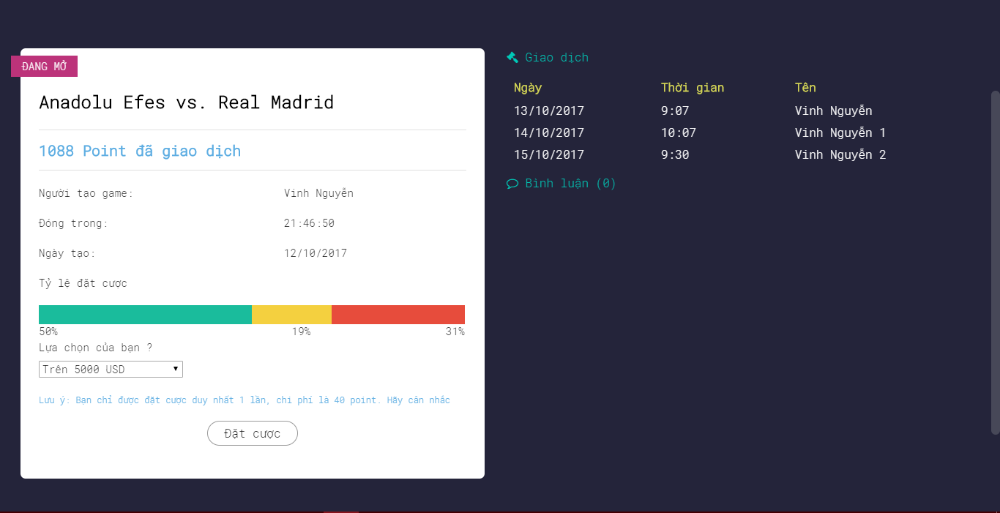 ĐANG MỞ
Anadolu Efes vs. Real Madrid
1088 Point đã giao dịch
Người tạo game: Vinh Nguyễn
Đóng trong: 21:46:50
Ngày tạo: 12/10/2017
Tỷ lệ đặt cược
50% 19% 31%
Lựa chọn của bạn ?
Trên 5000 USD
Lưu ý: Bạn chỉ được đặt cược duy nhất 1 lần, chi phí là 40 point. Hãy cân nhắc
Đặt cược
Giao dịch
Ngày Thời gian Tên
13/10/2017 9:07 Vinh Nguyễn
14/10/2017 10:07 Vinh Nguyễn 1
15/10/2017 9:30 Vinh Nguyễn 2
Bình luận (0)